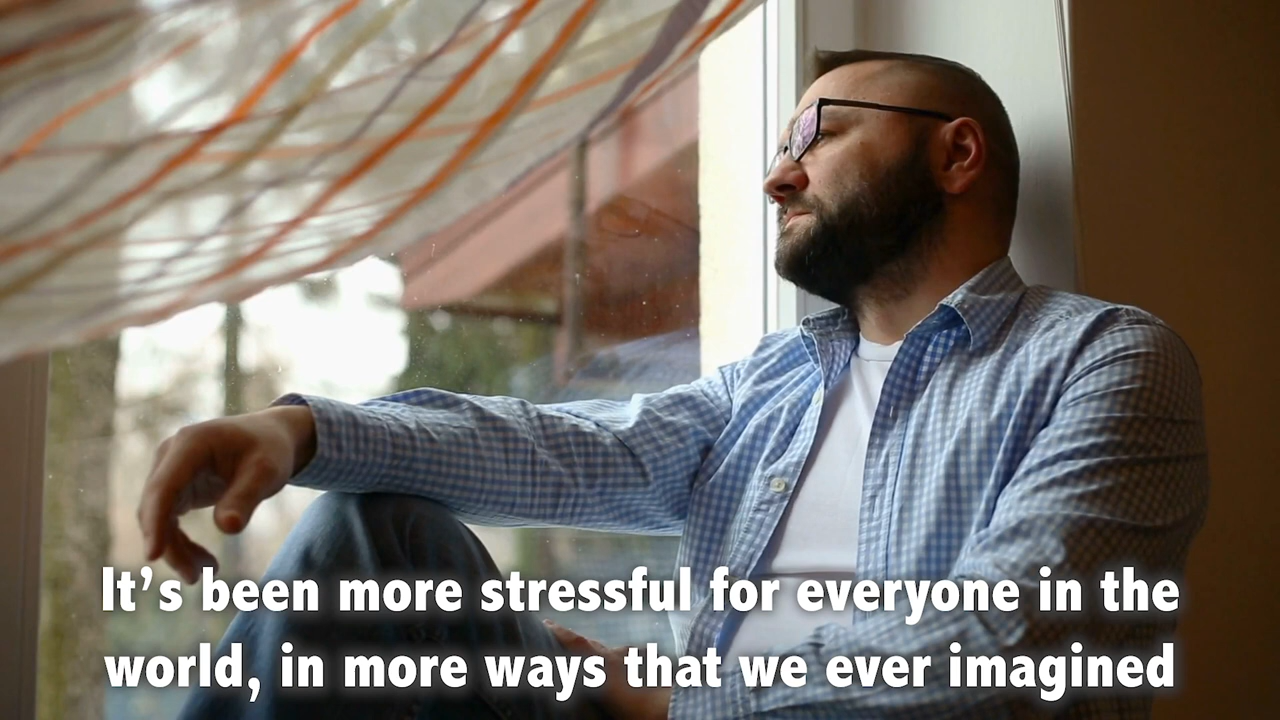 It’s been more stressful for everyone in the
world, in more ways that we ever imagined